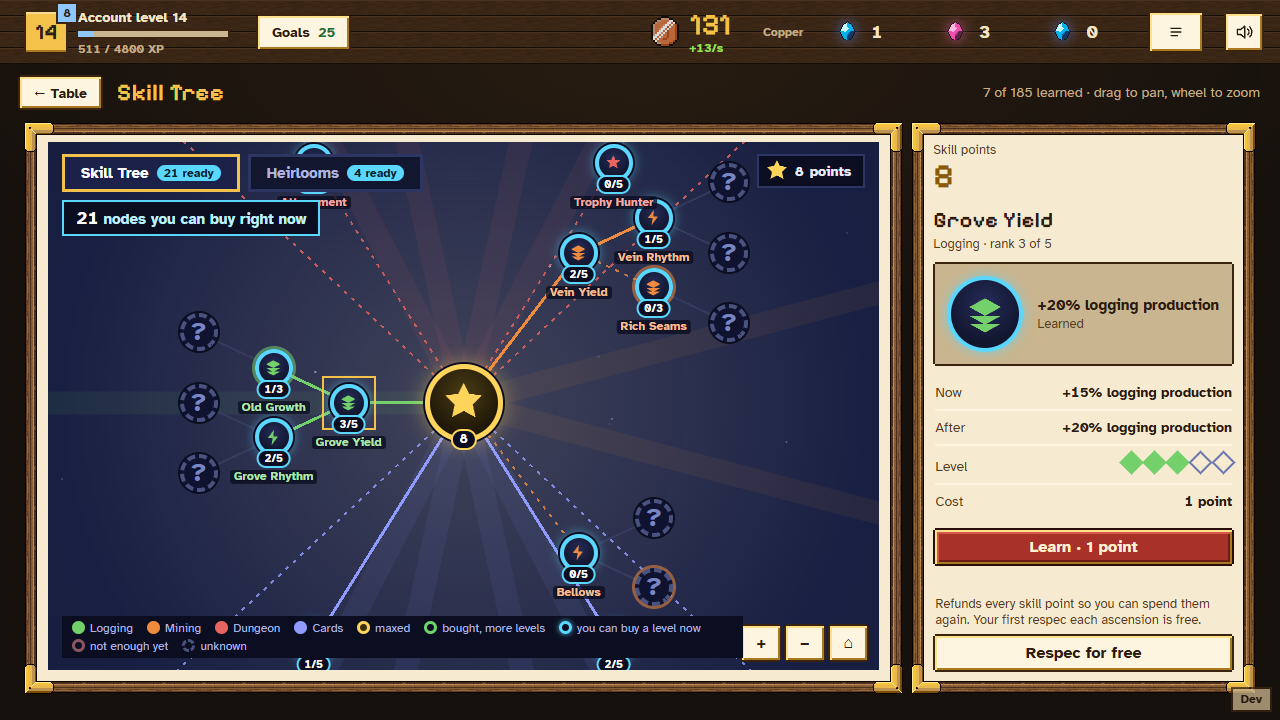 14
8
Account level 14
511 / 4800 XP
Goals 25
131
+13/s
Copper
1
3
0
← Table
Skill Tree
7 of 185 learned · drag to pan, wheel to zoom
Skill Tree 21 ready
Heirlooms 4 ready
21 nodes you can buy right now
8 points
0/5
Trophy Hunter
1/5
Vein Rhythm
2/5
Vein Yield
0/3
Rich Seams
?
?
?
?
?
?
1/3
Old Growth
3/5
Grove Yield
2/5
Grove Rhythm
8
?
0/5
Bellows
?
Logging
Mining
Dungeon
Cards
maxed
bought, more levels
you can buy a level now
not enough yet
unknown
1/5
2/5
+
−
⌂
Skill points
8
Grove Yield
Logging · rank 3 of 5
+20% logging production
Learned
Now +15% logging production
After +20% logging production
Level
Cost 1 point
Learn · 1 point
Refunds every skill point so you can spend them
again. Your first respec each ascension is free.
Respec for free
Dev